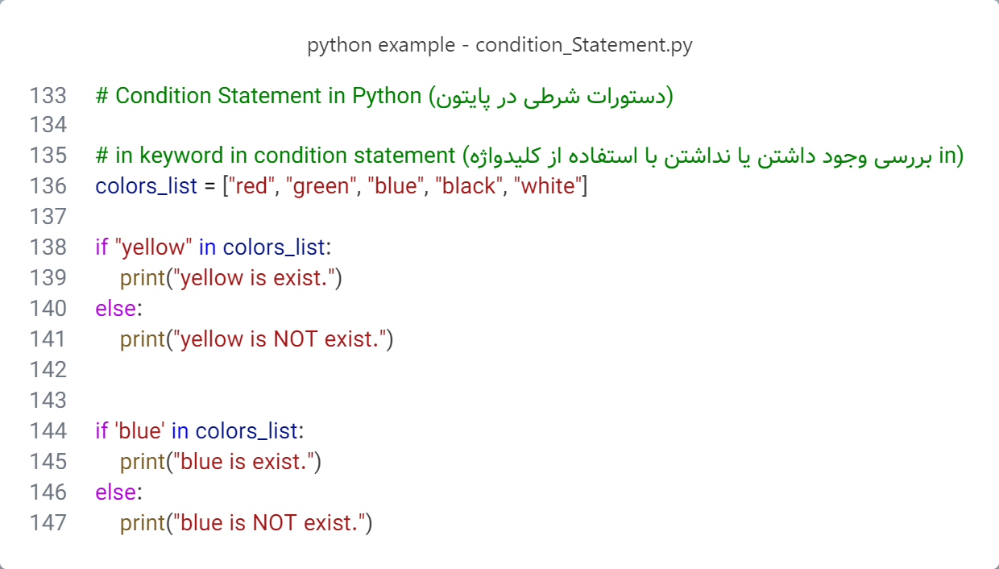 python example - condition_Statement.py
133 # Condition Statement in Python (دستورات شرطی در پایتون)
134
135 # in keyword in condition statement (بررسی وجود داشتن یا نداشتن با استفاده از کلیدواژه in)
136 colors_list = ["red", "green", "blue", "black", "white"]
137
138 if "yellow" in colors_list:
139     print("yellow is exist.")
140 else:
141     print("yellow is NOT exist.")
142
143
144 if 'blue' in colors_list:
145     print("blue is exist.")
146 else:
147     print("blue is NOT exist.")